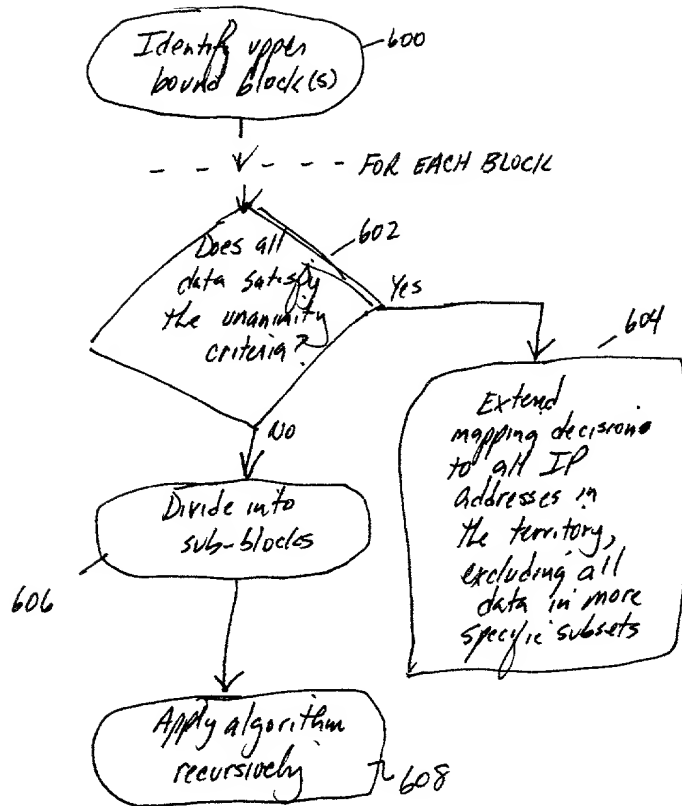 Identify upper
bound block(s)
600
FOR EACH BLOCK
602
Does all
data satisfy
the unanimity
criteria?
Yes
604
No
Extend
mapping decision
to all IP
addresses in
the territory,
excluding all
data in more
specific subsets
Divide into
sub-blocks
606
Apply algorithm
recursively
608